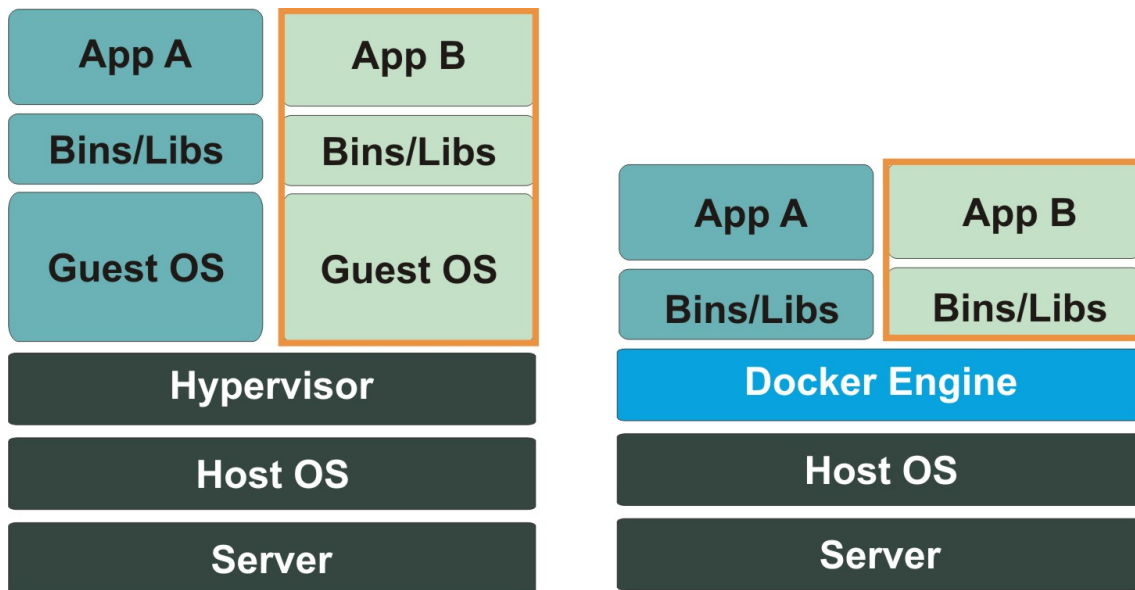 App A
App B
Bins/Libs
Bins/Libs
Guest OS
Guest OS
Hypervisor
Host OS
Server
App A
App B
Bins/Libs
Bins/Libs
Docker Engine
Host OS
Server